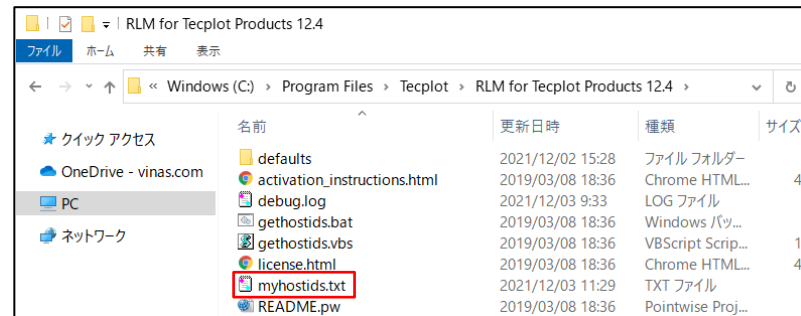 RLM for Tecplot Products 12.4
ファイル ホーム 共有 表示
« Windows (C:) › Program Files › Tecplot › RLM for Tecplot Products 12.4 ›
名前 更新日時 種類 サイズ
クイック アクセス
OneDrive - vinas.com
PC
ネットワーク
defaults 2021/12/02 15:28 ファイル フォルダー
activation_instructions.html 2019/03/08 18:36 Chrome HTML... 4
debug.log 2021/12/03 9:33 LOG ファイル
gethostids.bat 2019/03/08 18:36 Windows バッ...
gethostids.vbs 2019/03/08 18:36 VBScript Scrip... 1
license.html 2019/03/08 18:36 Chrome HTML... 4
myhostids.txt 2021/12/03 11:29 TXT ファイル
README.pw 2019/03/08 18:36 Pointwise Proj...